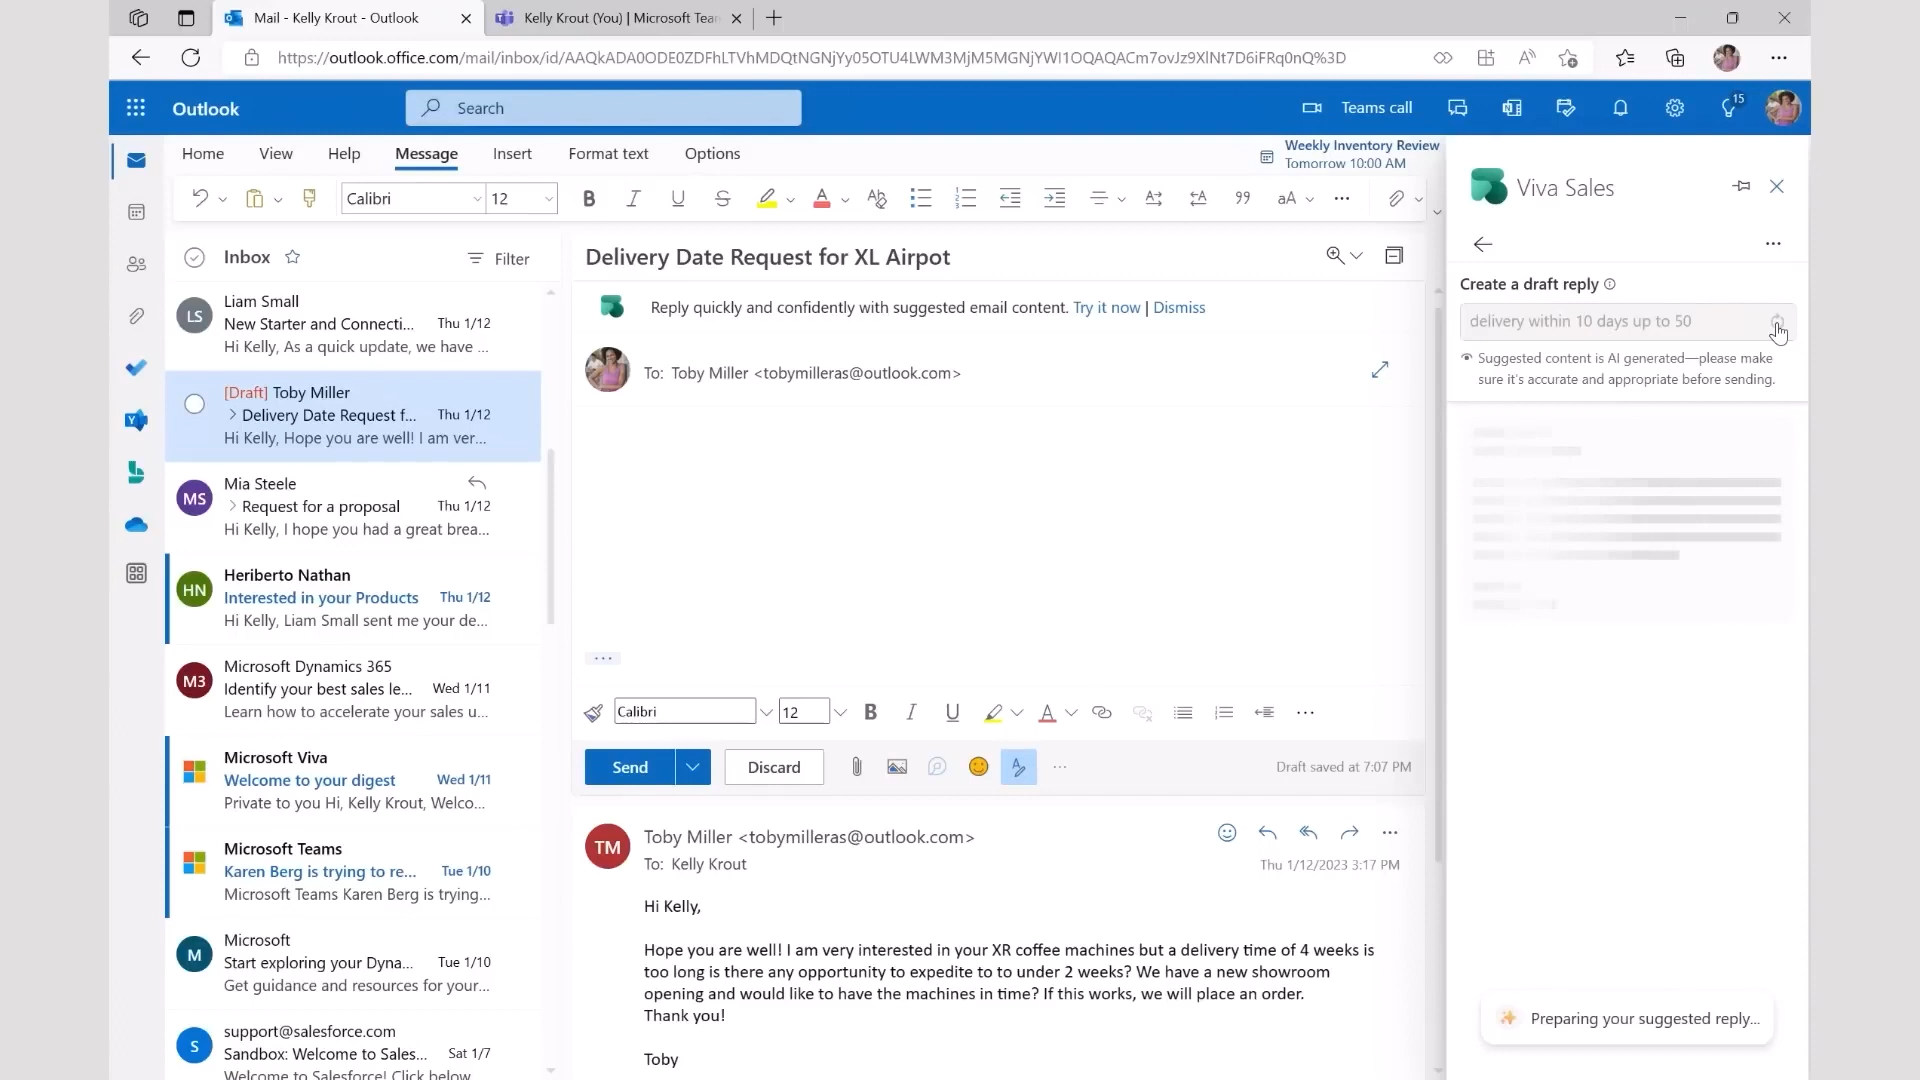 Mail - Kelly Krout - Outlook
Kelly Krout (You) | Microsoft Tea
https://outlook.office.com/mail/inbox/id/AAQkADA0ODE0ZDFhLTVhMDQtNGNjYy05OTU4LWM3MjM5MGNjYWI1OQAQACm7ovJz9XlNt7D6iFRq0nQ%3D
Outlook
Search
Teams call
15
Home
View
Help
Message
Insert
Format text
Options
Weekly Inventory Review
Tomorrow 10:00 AM
Calibri
12
Inbox
Filter
LS
Liam Small
New Starter and Connecti... Thu 1/12
Hi Kelly, As a quick update, we have ...
[Draft] Toby Miller
Delivery Date Request f... Thu 1/12
Hi Kelly, Hope you are well! I am ver...
MS
Mia Steele
Request for a proposal Thu 1/12
Hi Kelly, I hope you had a great brea...
HN
Heriberto Nathan
Interested in your Products Thu 1/12
Hi Kelly, Liam Small sent me your de...
M3
Microsoft Dynamics 365
Identify your best sales le... Wed 1/11
Learn how to accelerate your sales u...
Microsoft Viva
Welcome to your digest Wed 1/11
Private to you Hi, Kelly Krout, Welco...
Microsoft Teams
Karen Berg is trying to re... Tue 1/10
Microsoft Teams Karen Berg is trying...
M
Microsoft
Start exploring your Dyna... Tue 1/10
Get guidance and resources for your...
S
support@salesforce.com
Sandbox: Welcome to Sales... Sat 1/7
Welcome to Salesforce! Click below
Delivery Date Request for XL Airpot
Reply quickly and confidently with suggested email content. Try it now | Dismiss
To: Toby Miller <tobymilleras@outlook.com>
Calibri
12
Send
Discard
Draft saved at 7:07 PM
TM
Toby Miller <tobymilleras@outlook.com>
To: Kelly Krout
Thu 1/12/2023 3:17 PM
Hi Kelly,
Hope you are well! I am very interested in your XR coffee machines but a delivery time of 4 weeks is
too long is there any opportunity to expedite to to under 2 weeks? We have a new showroom
opening and would like to have the machines in time? If this works, we will place an order.
Thank you!
Toby
Viva Sales
Create a draft reply
delivery within 10 days up to 50
Suggested content is AI generated—please make
sure it's accurate and appropriate before sending.
Preparing your suggested reply...